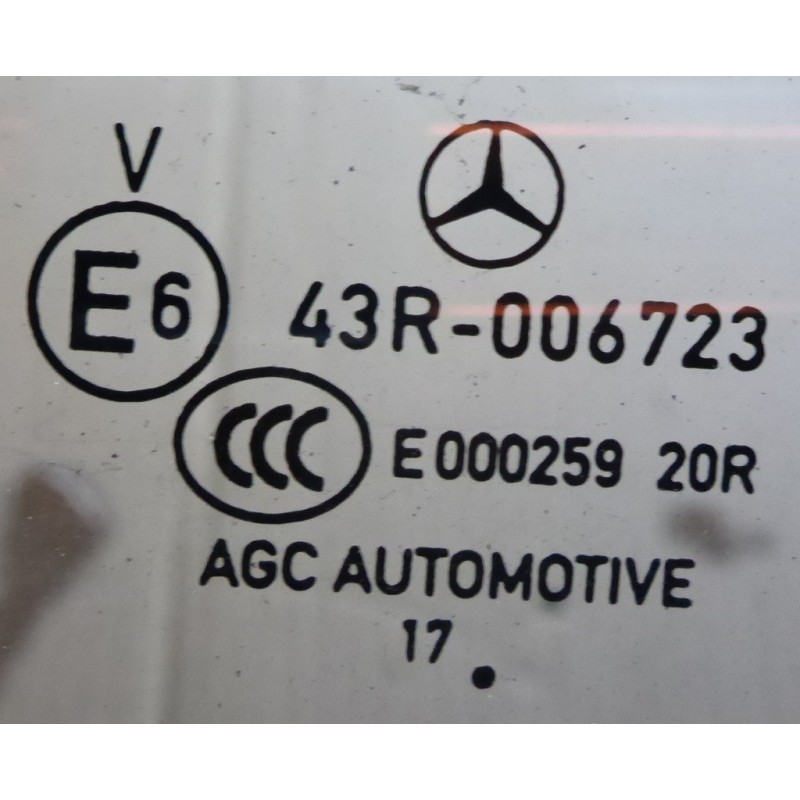 V
E6 43R-006723
CCC E000259 20R
AGC AUTOMOTIVE
17 .